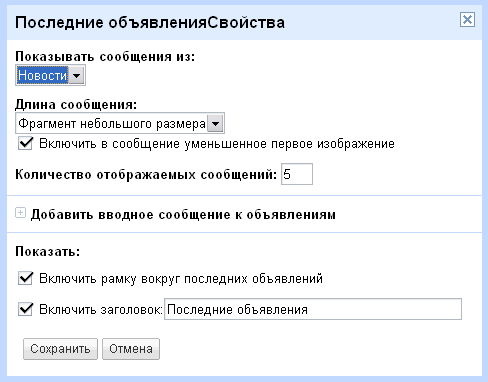 Последние объявленияСвойства
Показывать сообщения из:
Новости
Длина сообщения:
Фрагмент небольшого размера
Включить в сообщение уменьшенное первое изображение
Количество отображаемых сообщений: 5
Добавить вводное сообщение к объявлениям
Показать:
Включить рамку вокруг последних объявлений
Включить заголовок: Последние объявления
Сохранить Отмена